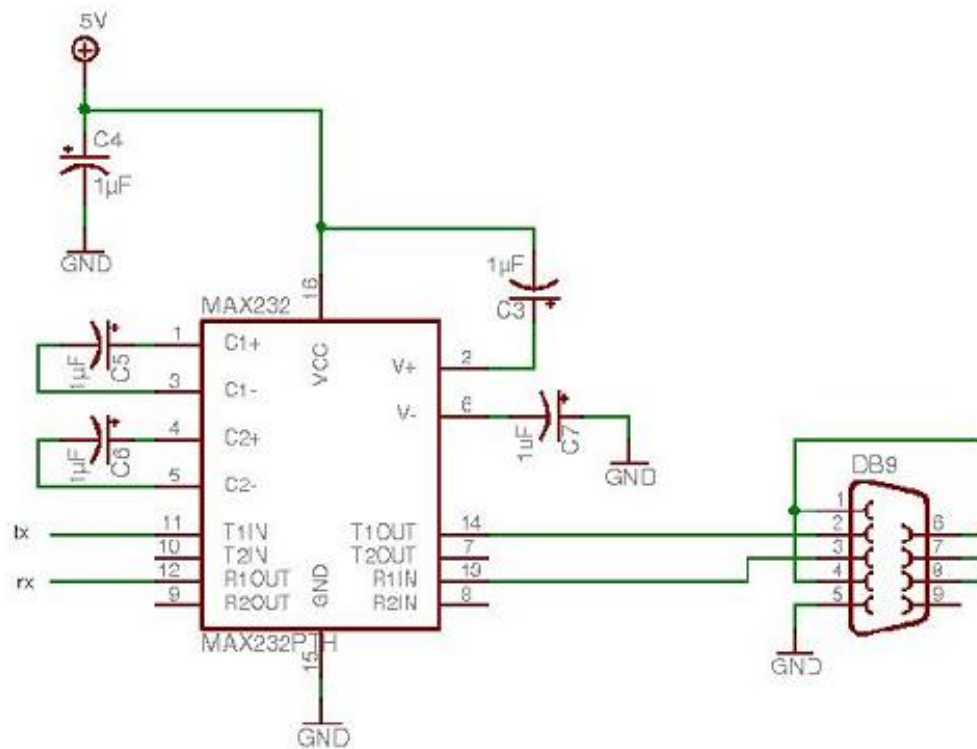 5V
C4
1µF
GND
1µF
C3
16
MAX232
1
C1+
VCC
V+
2
1µF
C5
3
C1-
V-
6
1uF
C7
GND
4
C2+
1µF
C6
5
C2-
DB9
1
tx
11
T1IN
T1OUT
14
2
6
10
T2IN
T2OUT
7
3
7
rx
12
R1OUT
GND
R1IN
13
4
8
9
R2OUT
R2IN
8
5
9
MAX232PTH
15
GND
GND